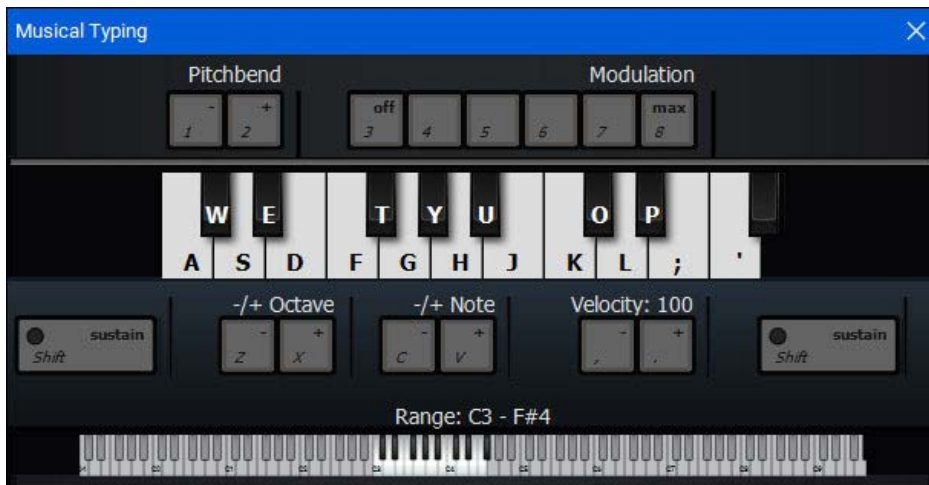 Musical Typing
Pitchbend Modulation
- + off max
1 2 3 4 5 6 7 8
W E T Y U O P
A S D F G H J K L ; '
-/+ Octave -/+ Note Velocity: 100
sustain - + - + - + sustain
Shift Z X C V , . Shift
Range: C3 - F#4